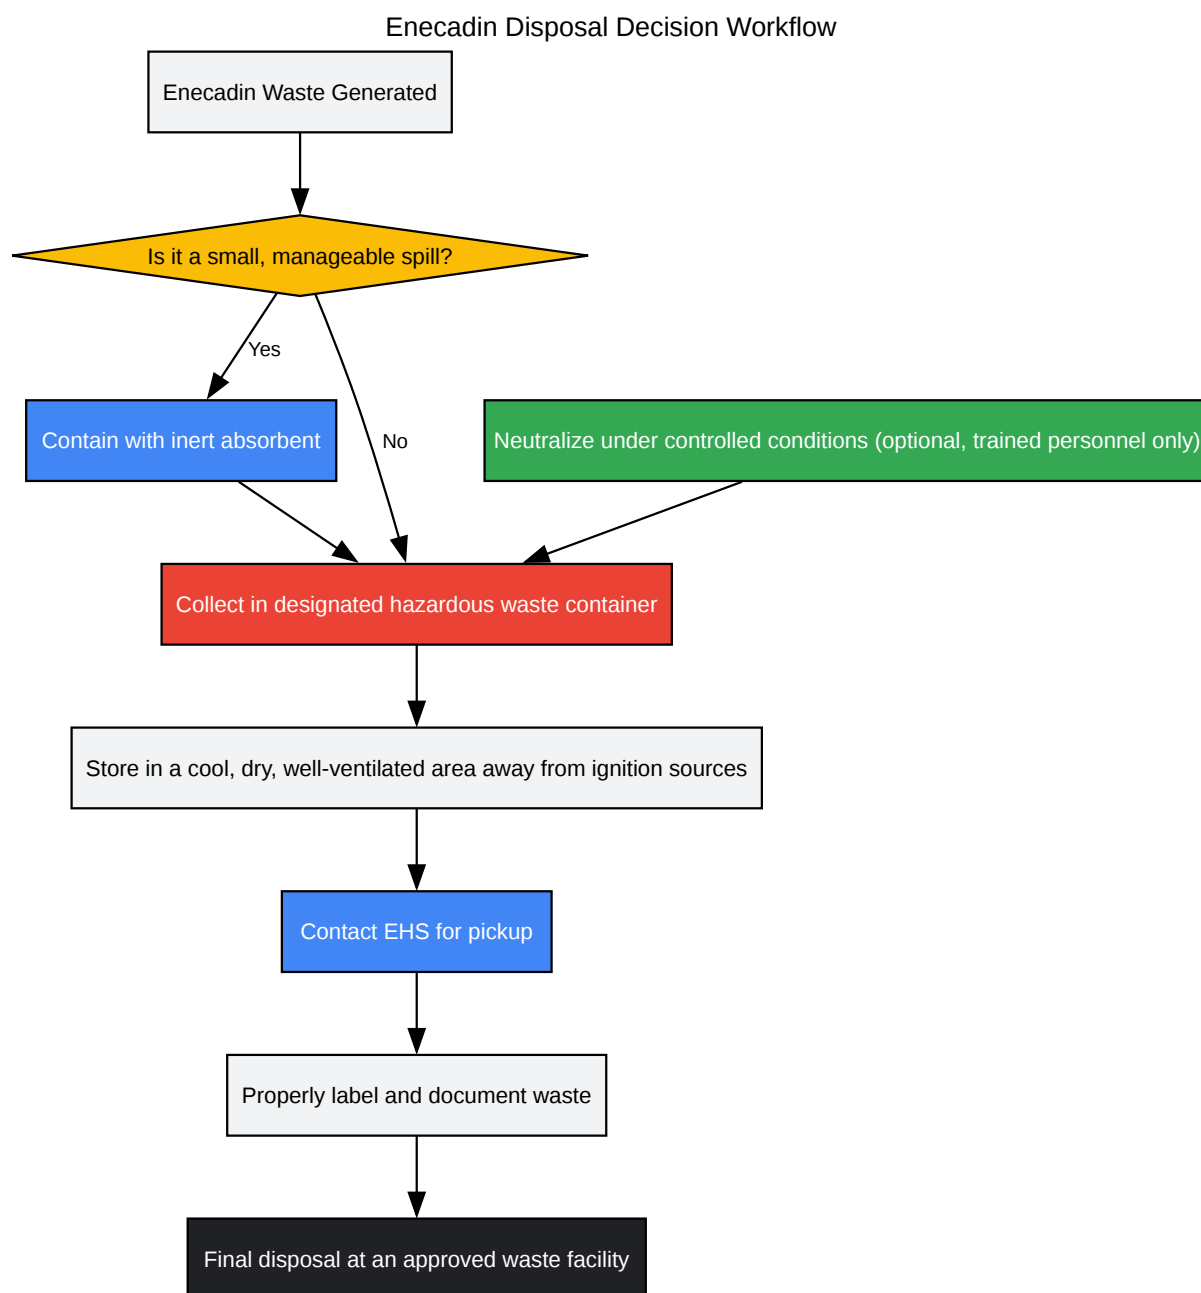 Enecadin Disposal Decision Workflow
Enecadin Waste Generated
Is it a small, manageable spill?
Yes
No
Contain with inert absorbent
Neutralize under controlled conditions (optional, trained personnel only)
Collect in designated hazardous waste container
Store in a cool, dry, well-ventilated area away from ignition sources
Contact EHS for pickup
Properly label and document waste
Final disposal at an approved waste facility